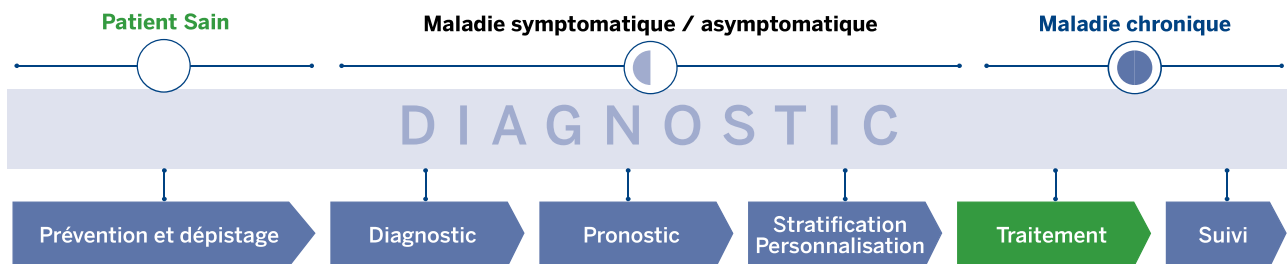 Patient Sain
Maladie symptomatique / asymptomatique
Maladie chronique
DIAGNOSTIC
Prévention et dépistage
Diagnostic
Pronostic
Stratification
Personnalisation
Traitement
Suivi